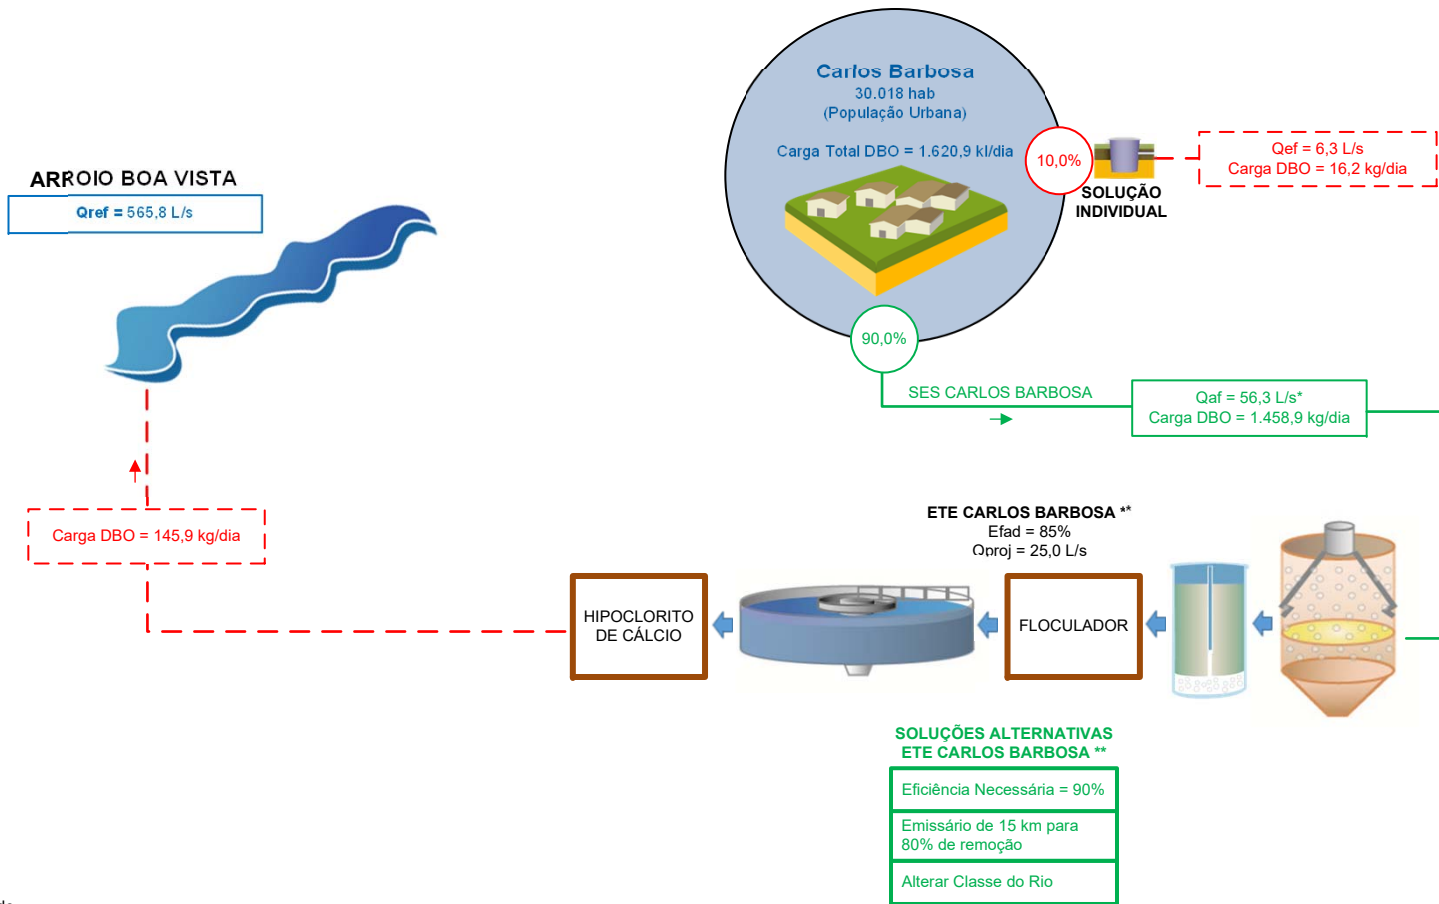 Carlos Barbosa
30.018 hab
(População Urbana)
Carga Total DBO = 1.620,9 kl/dia
10,0%
SOLUÇÃO
INDIVIDUAL
Qef = 6,3 L/s
Carga DBO = 16,2 kg/dia
ARROIO BOA VISTA
Qref = 565,8 L/s
90,0%
SES CARLOS BARBOSA
Qaf = 56,3 L/s*
Carga DBO = 1.458,9 kg/dia
Carga DBO = 145,9 kg/dia
ETE CARLOS BARBOSA **
Efad = 85%
Qproj = 25,0 L/s
HIPOCLORITO
DE CÁLCIO
FLOCULADOR
SOLUÇÕES ALTERNATIVAS
ETE CARLOS BARBOSA **
Eficiência Necessária = 90%
Emissário de 15 km para
80% de remoção
Alterar Classe do Rio